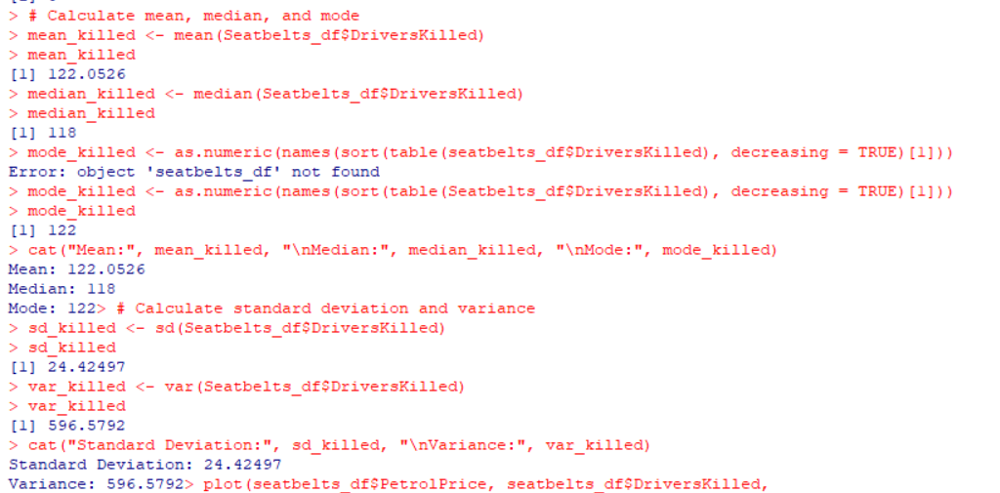 > # Calculate mean, median, and mode
> mean_killed <- mean(Seatbelts_df$DriversKilled)
> mean_killed
[1] 122.0526
> median_killed <- median(Seatbelts_df$DriversKilled)
> median_killed
[1] 118
> mode_killed <- as.numeric(names(sort(table(seatbelts_df$DriversKilled), decreasing = TRUE)[1]))
Error: object 'seatbelts_df' not found
> mode_killed <- as.numeric(names(sort(table(Seatbelts_df$DriversKilled), decreasing = TRUE)[1]))
> mode_killed
[1] 122
> cat("Mean:", mean_killed, "\nMedian:", median_killed, "\nMode:", mode_killed)
Mean: 122.0526
Median: 118
Mode: 122> # Calculate standard deviation and variance
> sd_killed <- sd(Seatbelts_df$DriversKilled)
> sd_killed
[1] 24.42497
> var_killed <- var(Seatbelts_df$DriversKilled)
> var_killed
[1] 596.5792
> cat("Standard Deviation:", sd_killed, "\nVariance:", var_killed)
Standard Deviation: 24.42497
Variance: 596.5792> plot(seatbelts_df$PetrolPrice, seatbelts_df$DriversKilled,